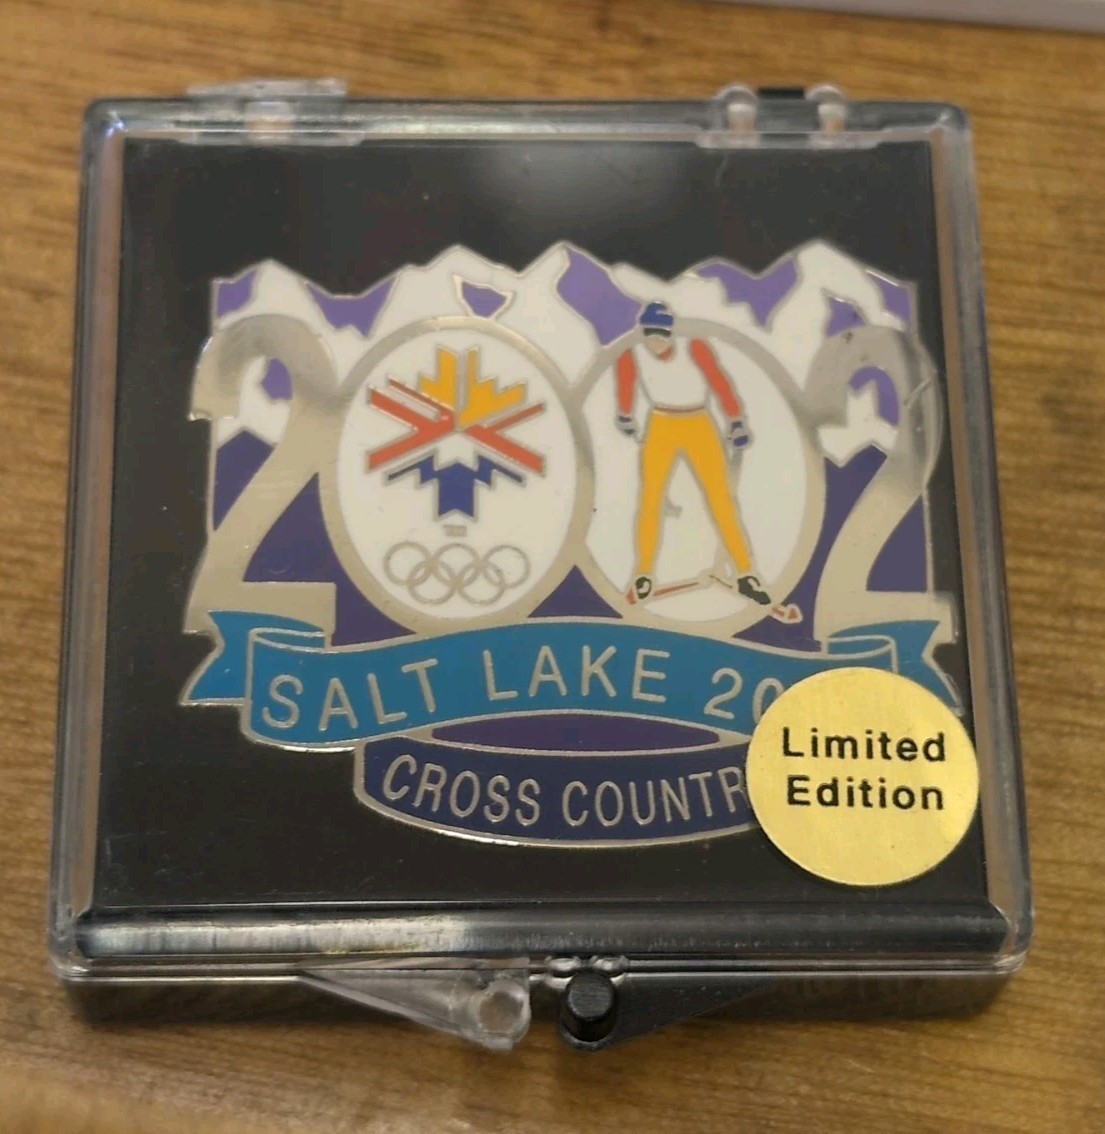 2002
SALT LAKE 20
CROSS COUNTR
Limited
Edition